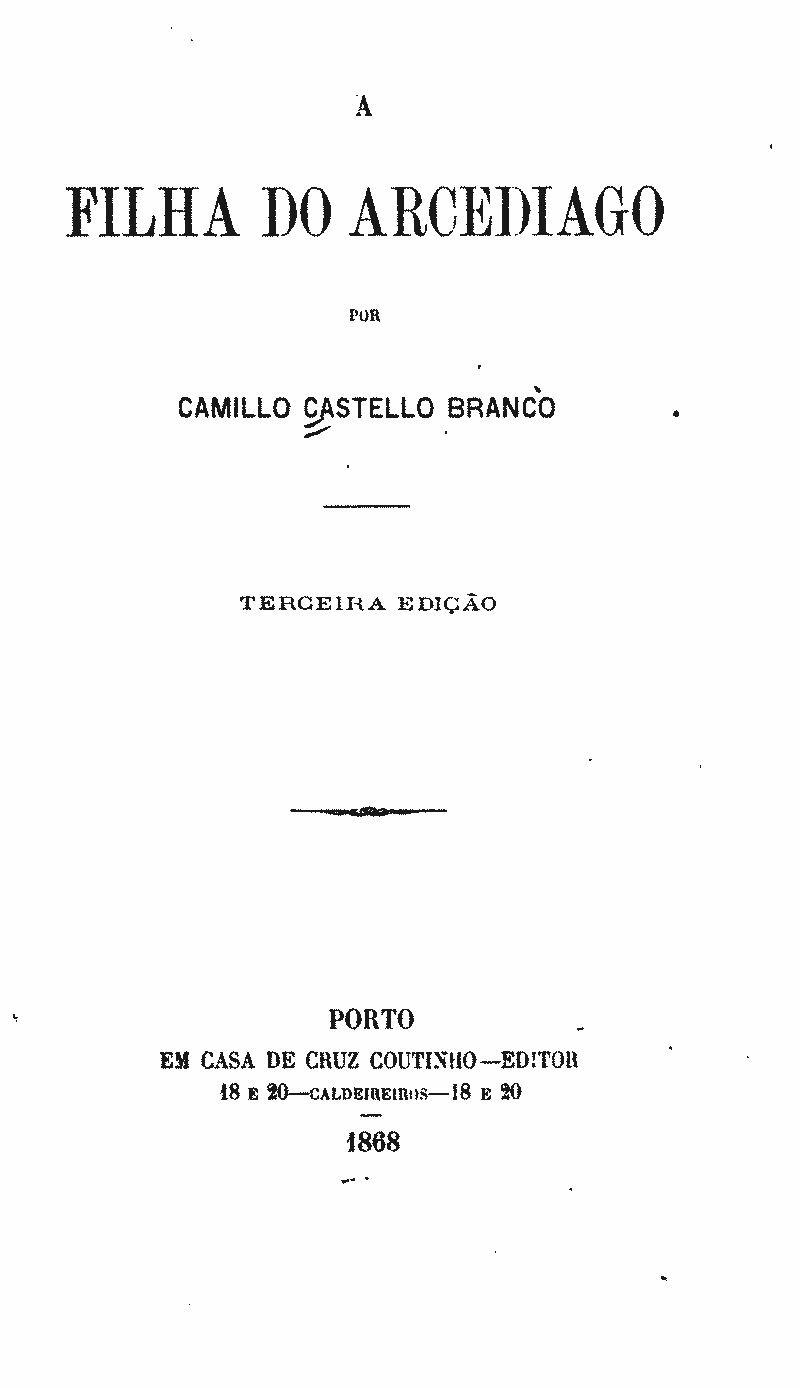 A
FILHA DO ARCEDIAGO
POR
CAMILLO CASTELLO BRANCO
TERCEIRA EDIÇÃO
PORTO
EM CASA DE CRUZ COUTINHO—EDITOR
18 E 20—CALDEIREIROS—18 E 20
1868